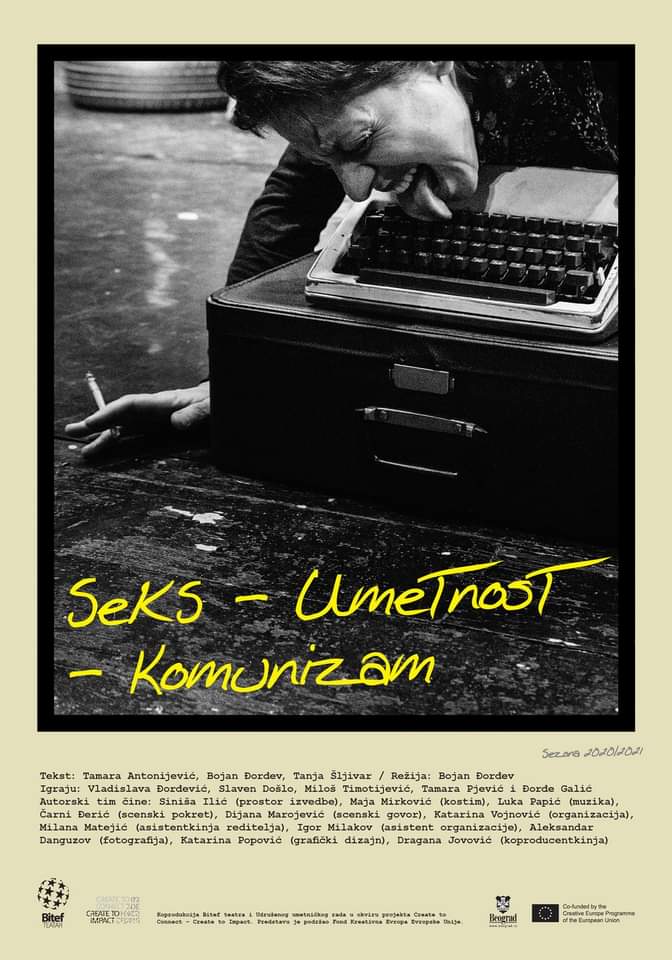 Seks - Umetnost
- Komunizam
Sezona 2020/2021
Tekst: Tamara Antonijević, Bojan Đorđev, Tanja Šljivar / Režija: Bojan Đorđev
Igraju: Vladislava Đorđević, Slaven Došlo, Miloš Timotijević, Tamara Pjević i Đorđe Galić
Autorski tim čine: Siniša Ilić (prostor izvedbe), Maja Mirković (kostim), Luka Papić (muzika),
Čarni Đerić (scenski pokret), Dijana Marojević (scenski govor), Katarina Vojnović (organizacija),
Milana Matejić (asistentkinja reditelja), Igor Milakov (asistent organizacije), Aleksandar
Danguzov (fotografija), Katarina Popović (grafički dizajn), Dragana Jovović (koproducentkinja)
Bitef
TEATAR
CREATE TO
CONNECT
CREATE TO
IMPACT
Koprodukcija Bitef teatra i Udruženog umetničkog rada u okviru projekta Create to
Connect - Create to Impact. Predstavu je podržao Fond Kreativna Evropa Evropske Unije.
Beograd
www.beograd.rs
Co-funded by the
Creative Europe Programme
of the European Union